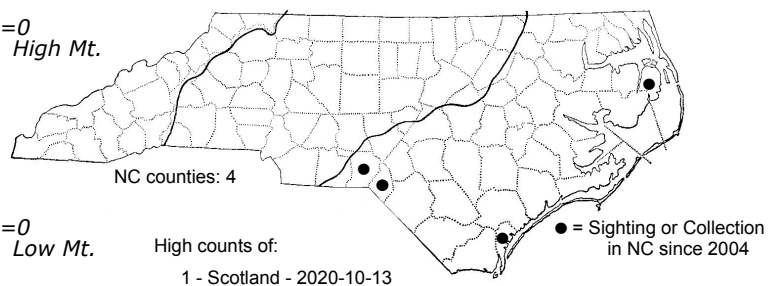 =0
High Mt.
NC counties: 4
=0
Low Mt.
High counts of:
1 - Scotland - 2020-10-13
● = Sighting or Collection
in NC since 2004